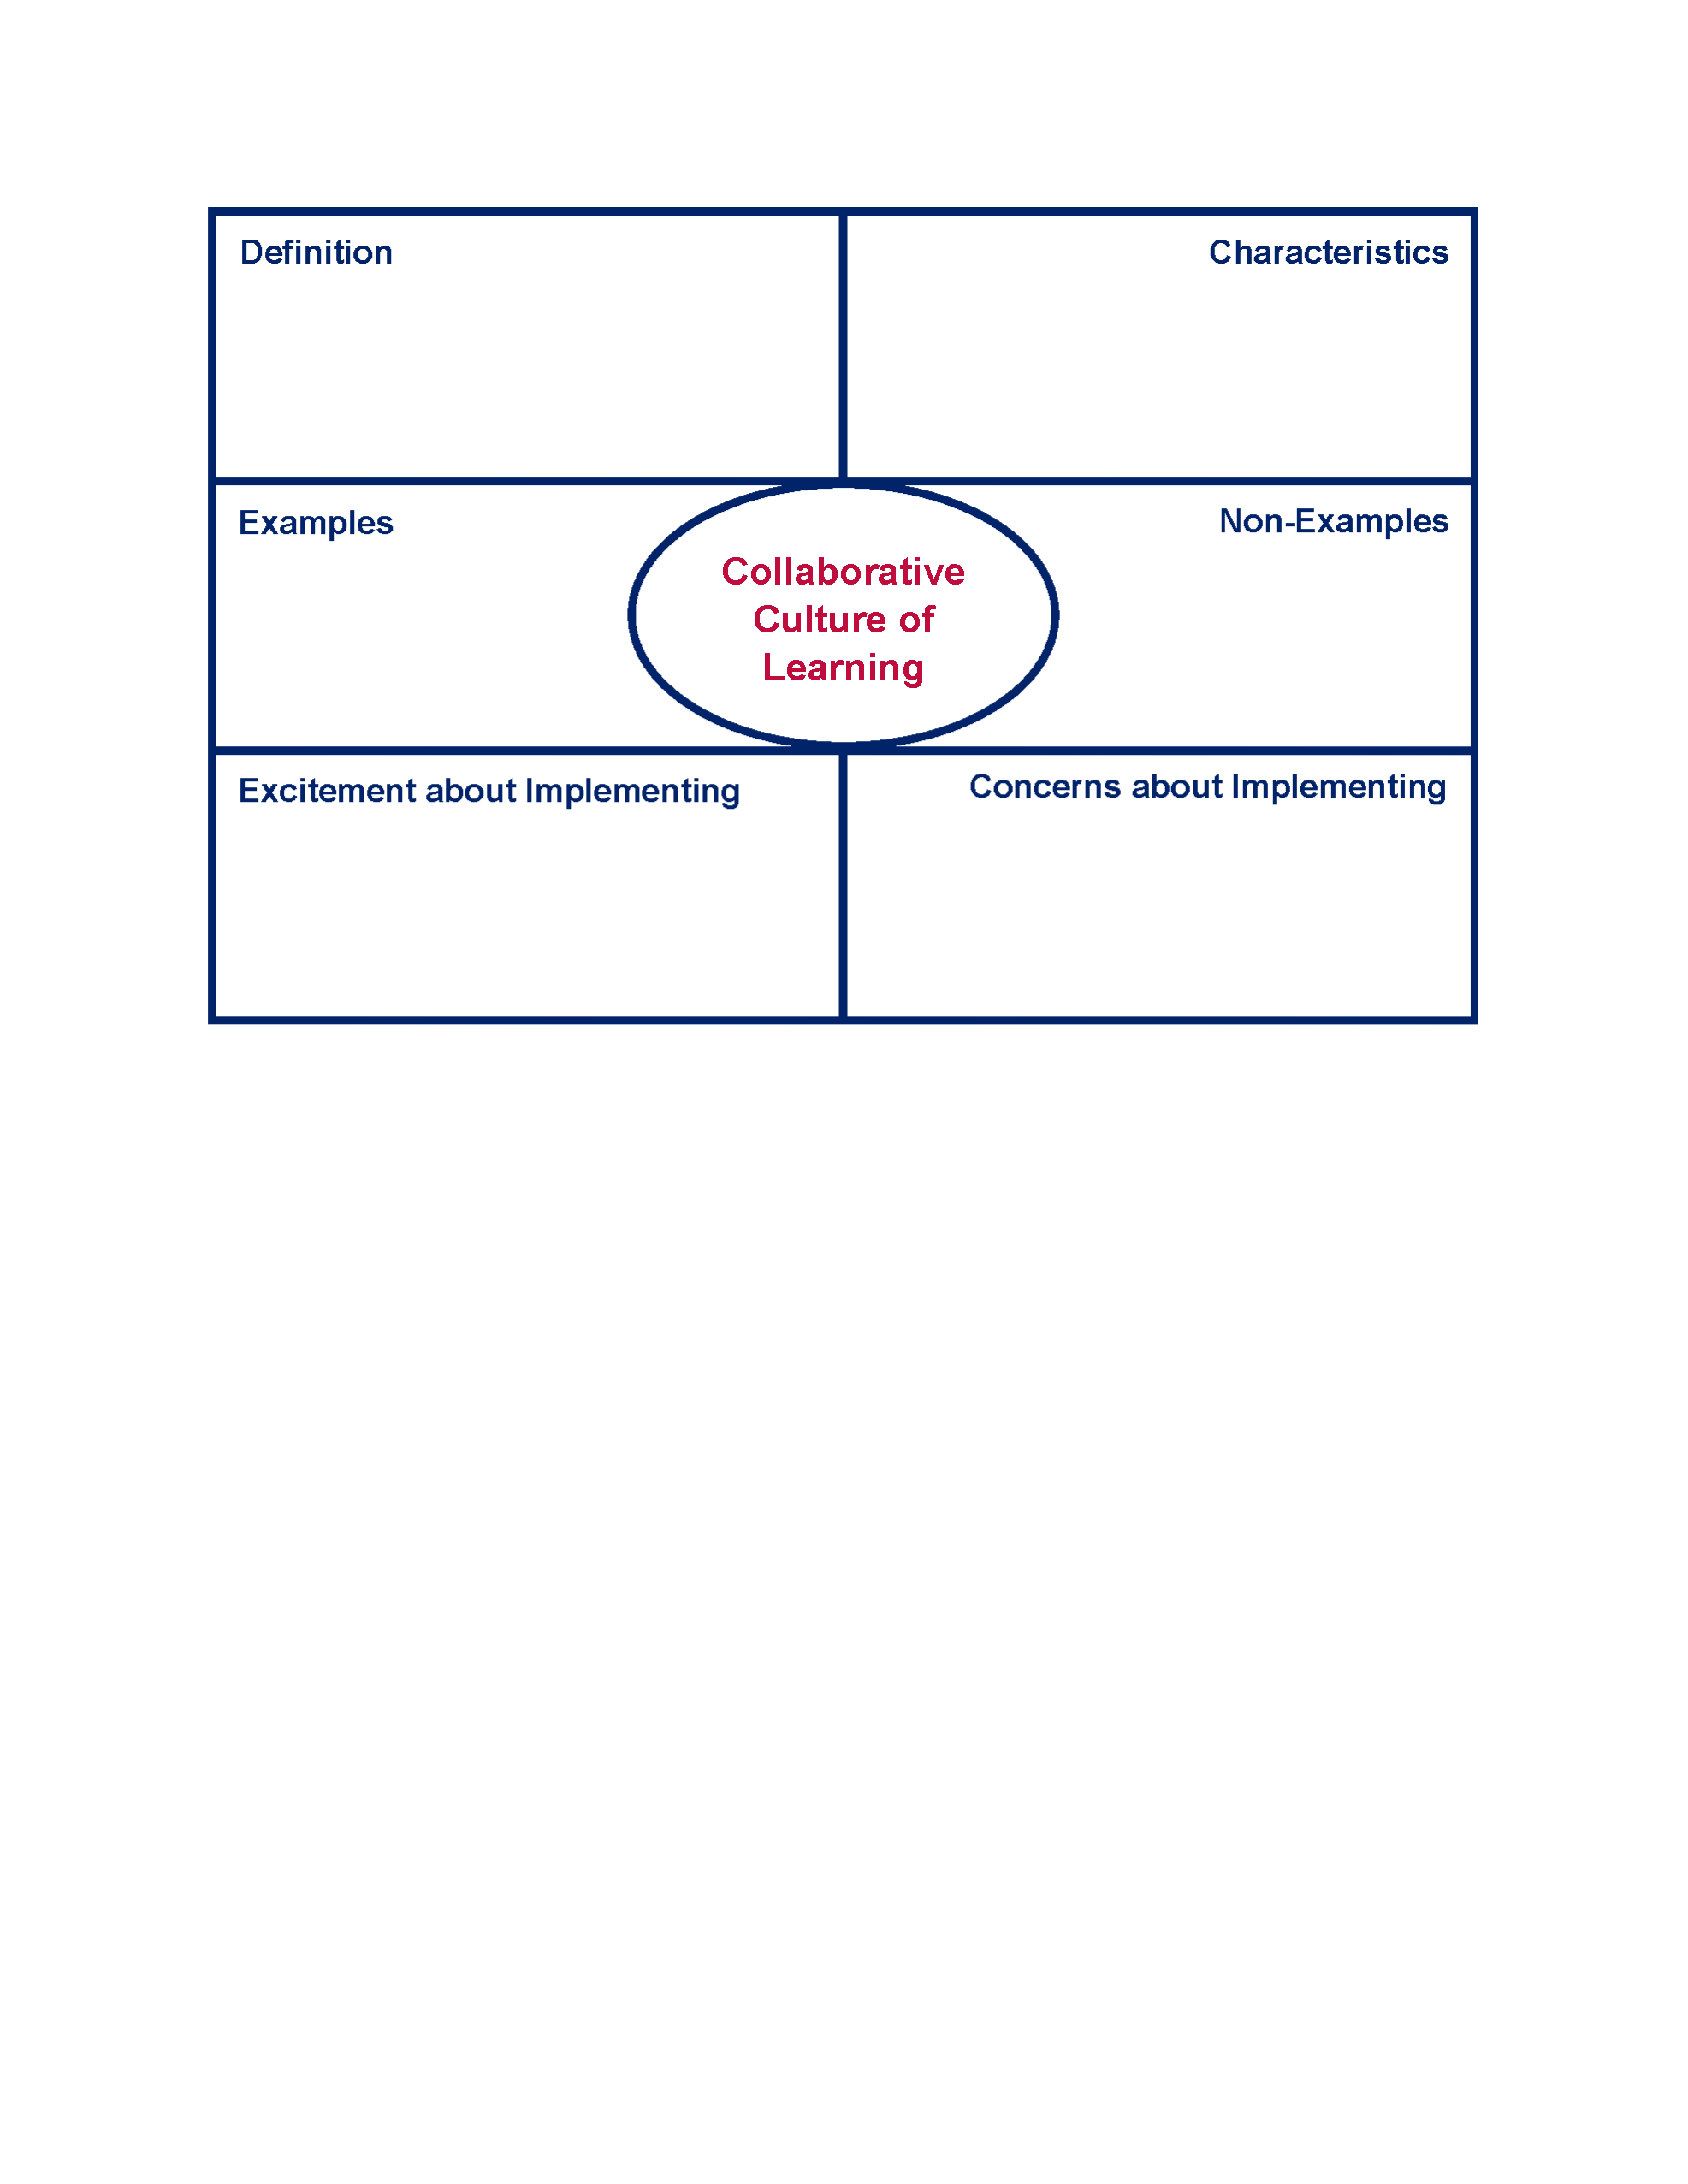 Definition
Characteristics
Examples
Non-Examples
Collaborative
Culture of
Learning
Excitement about Implementing
Concerns about Implementing